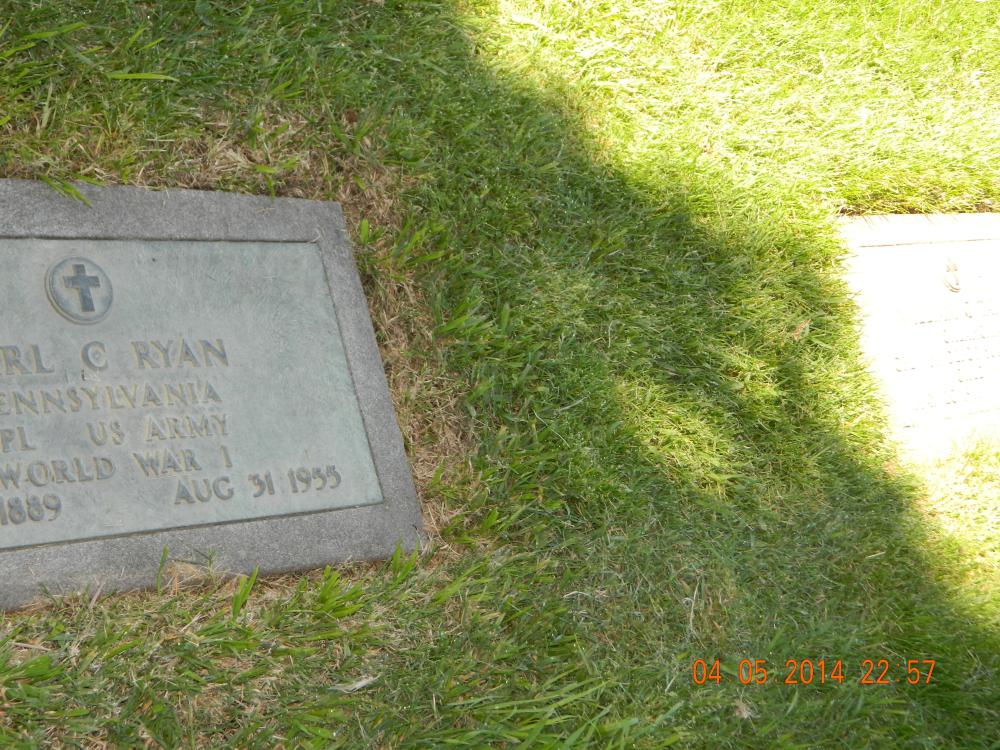 RL C RYAN
ENNSYLVANIA
PL US ARMY
WORLD WAR I
1889 AUG 31 1955
04 05 2014 22:57